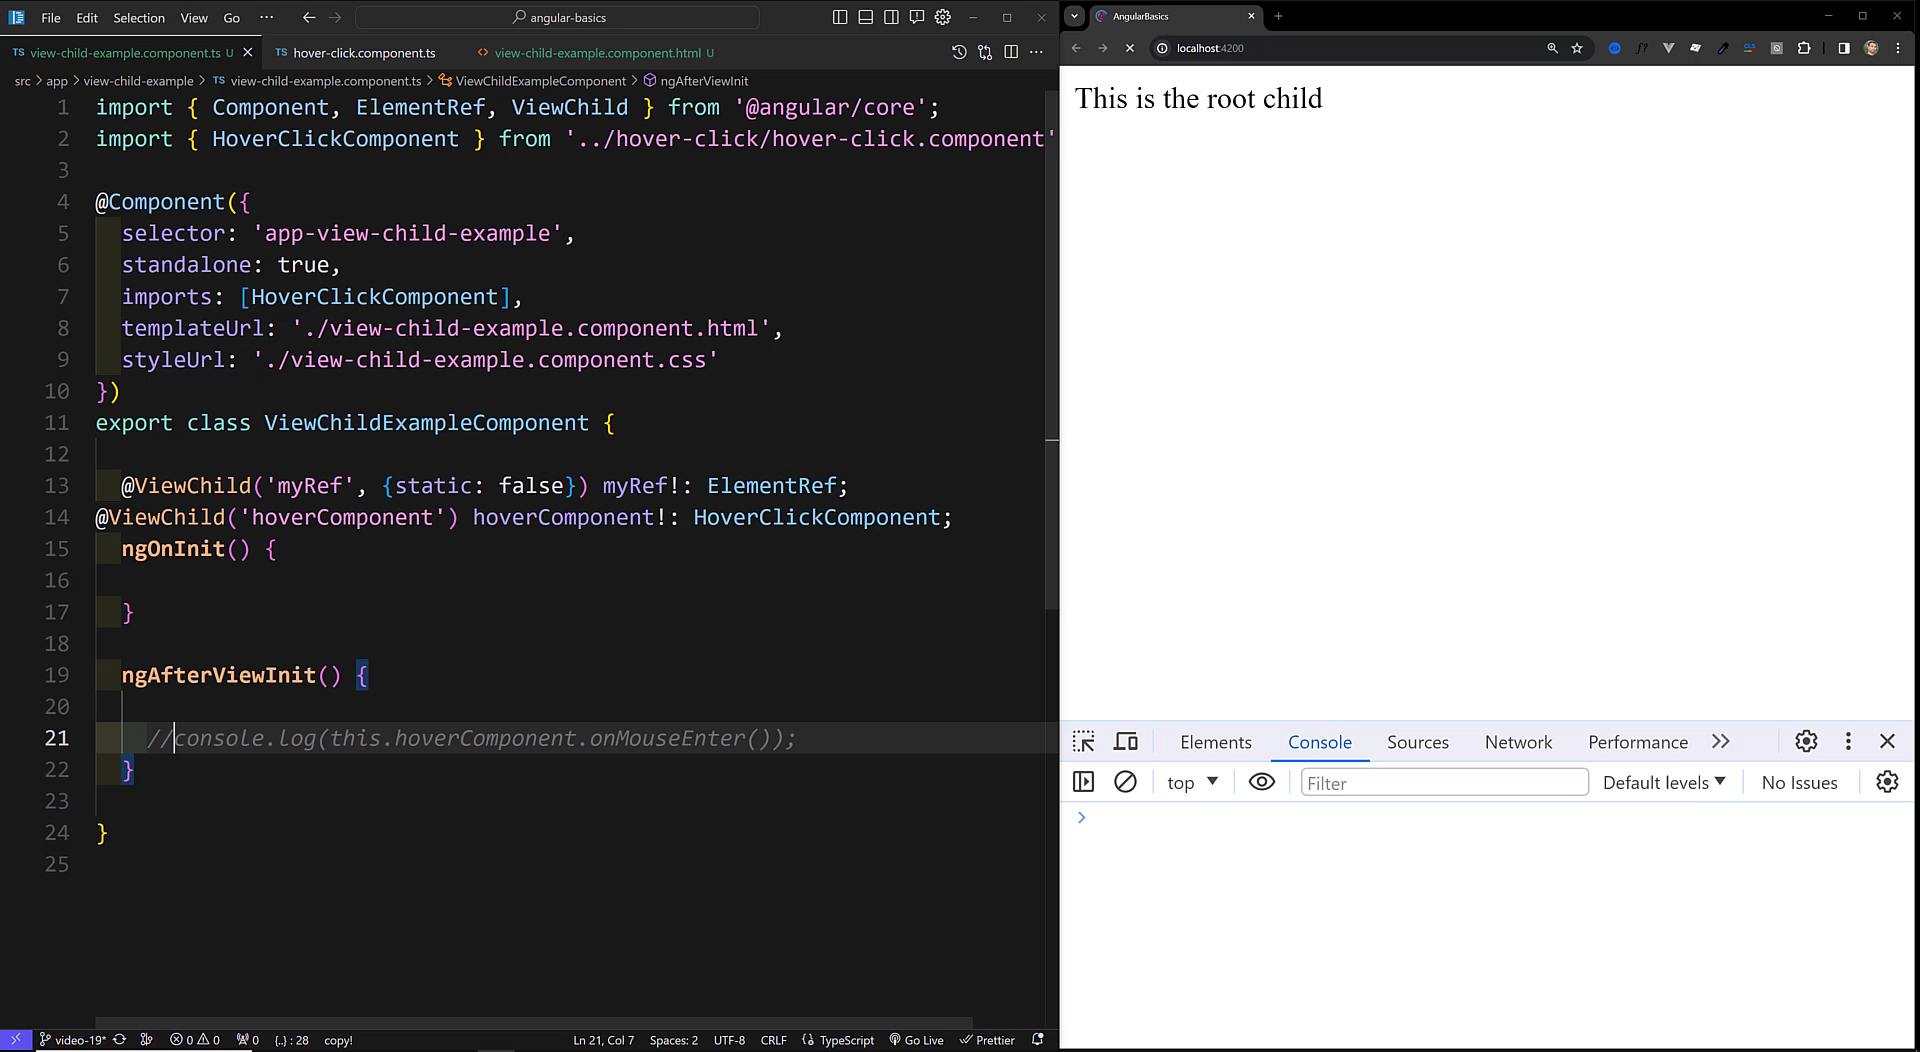 File Edit Selection View Go ··· angular-basics
TS view-child-example.component.ts U TS hover-click.component.ts <> view-child-example.component.html U
src > app > view-child-example > TS view-child-example.component.ts > ViewChildExampleComponent > ngAfterViewInit
1 import { Component, ElementRef, ViewChild } from '@angular/core';
2 import { HoverClickComponent } from '../hover-click/hover-click.component'
3
4 @Component({
5 selector: 'app-view-child-example',
6 standalone: true,
7 imports: [HoverClickComponent],
8 templateUrl: './view-child-example.component.html',
9 styleUrl: './view-child-example.component.css'
10 })
11 export class ViewChildExampleComponent {
12
13 @ViewChild('myRef', {static: false}) myRef!: ElementRef;
14 @ViewChild('hoverComponent') hoverComponent!: HoverClickComponent;
15 ngOnInit() {
16
17 }
18
19 ngAfterViewInit() {
20
21 //console.log(this.hoverComponent.onMouseEnter());
22 }
23
24 }
25
video-19* 0 0 0 {..} : 28 copy! Ln 21, Col 7 Spaces: 2 UTF-8 CRLF TypeScript Go Live Prettier
AngularBasics
localhost:4200
This is the root child
Elements Console Sources Network Performance
top Filter Default levels No Issues